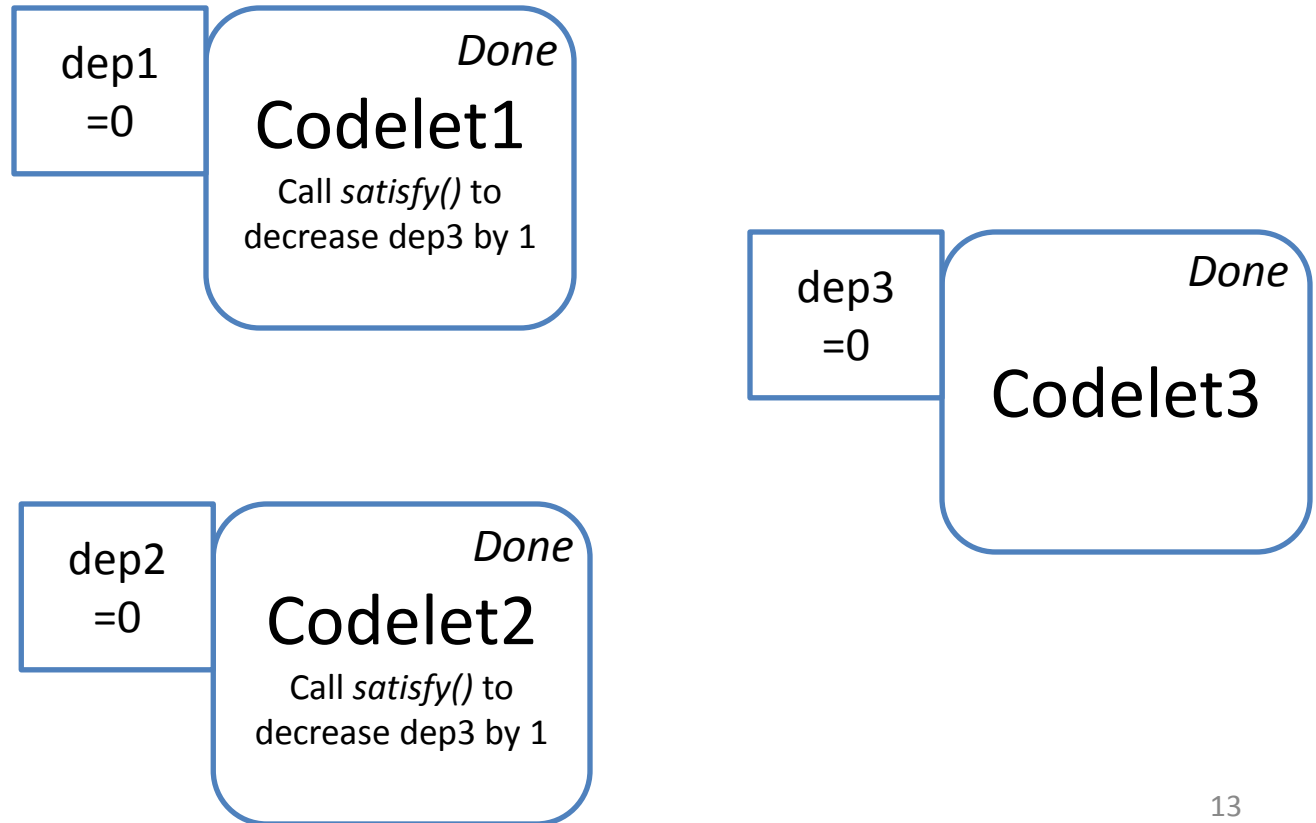 dep1
=0
Done
Codelet1
Call satisfy() to
decrease dep3 by 1
dep3
=0
Done
Codelet3
dep2
=0
Done
Codelet2
Call satisfy() to
decrease dep3 by 1
13